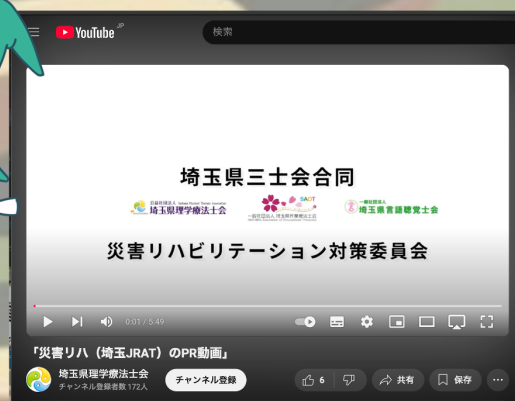 YouTube JP
検索
埼玉県三士会合同
埼玉県理学療法士会
SAOT
一般社団法人 埼玉県作業療法士会
一般社団法人
埼玉県言語聴覚士会
災害リハビリテーション対策委員会
0:01 / 5:49
「災害リハ（埼玉JRAT）のPR動画」
埼玉県理学療法士会
チャンネル登録者数 172人
チャンネル登録
6
共有
保存